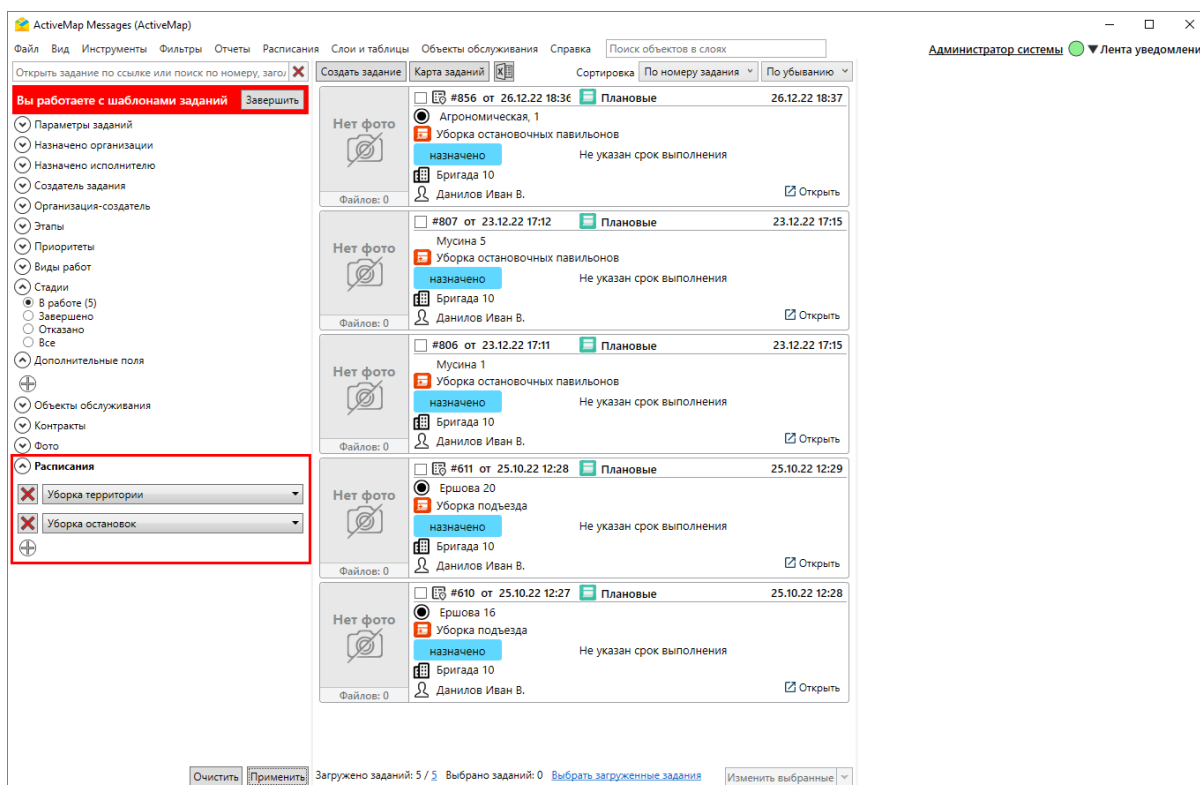 ActiveMap Messages (ActiveMap)
Файл Вид Инструменты Фильтры Отчеты Расписания Слои и таблицы Объекты обслуживания Справка Поиск объектов в слоях Администратор системы ▼ Лента уведомлени
Открыть задание по ссылке или поиск по номеру, заго
Создать задание Карта заданий Сортировка По номеру задания По убыванию
Вы работаете с шаблонами заданий Завершить
Параметры заданий
Назначено организации
Назначено исполнителю
Создатель задания
Организация-создатель
Этапы
Приоритеты
Виды работ
Стадии
В работе (5)
Завершено
Отказано
Все
Дополнительные поля
Объекты обслуживания
Контракты
Фото
Расписания
Уборка территории
Уборка остановок
Очистить Применить
Нет фото
Файлов: 0
#856 от 26.12.22 18:36 Плановые 26.12.22 18:37
Агрономическая, 1
Уборка остановочных павильонов
назначено Не указан срок выполнения
Бригада 10
Данилов Иван В. Открыть
Нет фото
Файлов: 0
#807 от 23.12.22 17:12 Плановые 23.12.22 17:15
Мусина 5
Уборка остановочных павильонов
назначено Не указан срок выполнения
Бригада 10
Данилов Иван В. Открыть
Нет фото
Файлов: 0
#806 от 23.12.22 17:11 Плановые 23.12.22 17:15
Мусина 1
Уборка остановочных павильонов
назначено Не указан срок выполнения
Бригада 10
Данилов Иван В. Открыть
Нет фото
Файлов: 0
#611 от 25.10.22 12:28 Плановые 25.10.22 12:29
Ершова 20
Уборка подъезда
назначено Не указан срок выполнения
Бригада 10
Данилов Иван В. Открыть
Нет фото
Файлов: 0
#610 от 25.10.22 12:27 Плановые 25.10.22 12:28
Ершова 16
Уборка подъезда
назначено Не указан срок выполнения
Бригада 10
Данилов Иван В. Открыть
Загружено заданий: 5 / 5 Выбрано заданий: 0 Выбрать загруженные задания Изменить выбранные